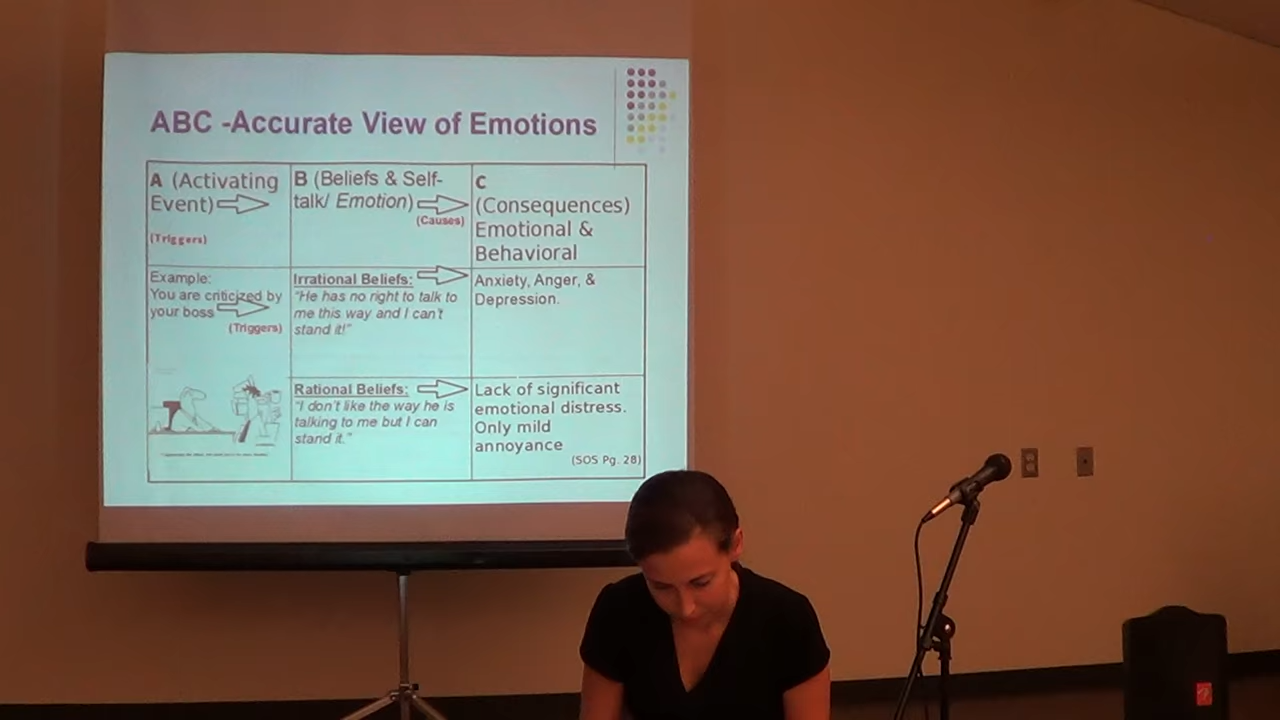 ABC -Accurate View of Emotions
A (Activating
Event)
(Triggers)
B (Beliefs & Self-
talk/ Emotion)
(Causes)
C
(Consequences)
Emotional &
Behavioral
Example:
You are criticized by
your boss
(Triggers)
Irrational Beliefs:
"He has no right to talk to
me this way and I can't
stand it!"
Anxiety, Anger, &
Depression.
Rational Beliefs:
"I don't like the way he is
talking to me but I can
stand it."
Lack of significant
emotional distress.
Only mild
annoyance
(SOS Pg. 28)